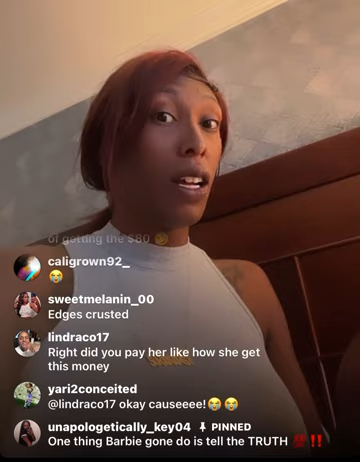 of getting the $80 🥴
caligrown92_
😭
sweetmelanin_00
Edges crusted
lindraco17
Right did you pay her like how she get
this money
yari2conceited
@lindraco17 okay causeeee!😭😭
unapologetically_key04 📌 PINNED
One thing Barbie gone do is tell the TRUTH 💯‼️